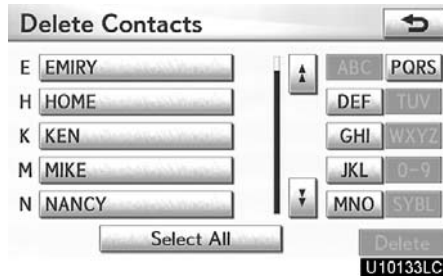 Delete Contacts
E EMIRY ABC PQRS
H HOME DEF TUV
K KEN GHI WXYZ
M MIKE JKL 0-9
N NANCY MNO SYBL
Select All Delete
U10133LC